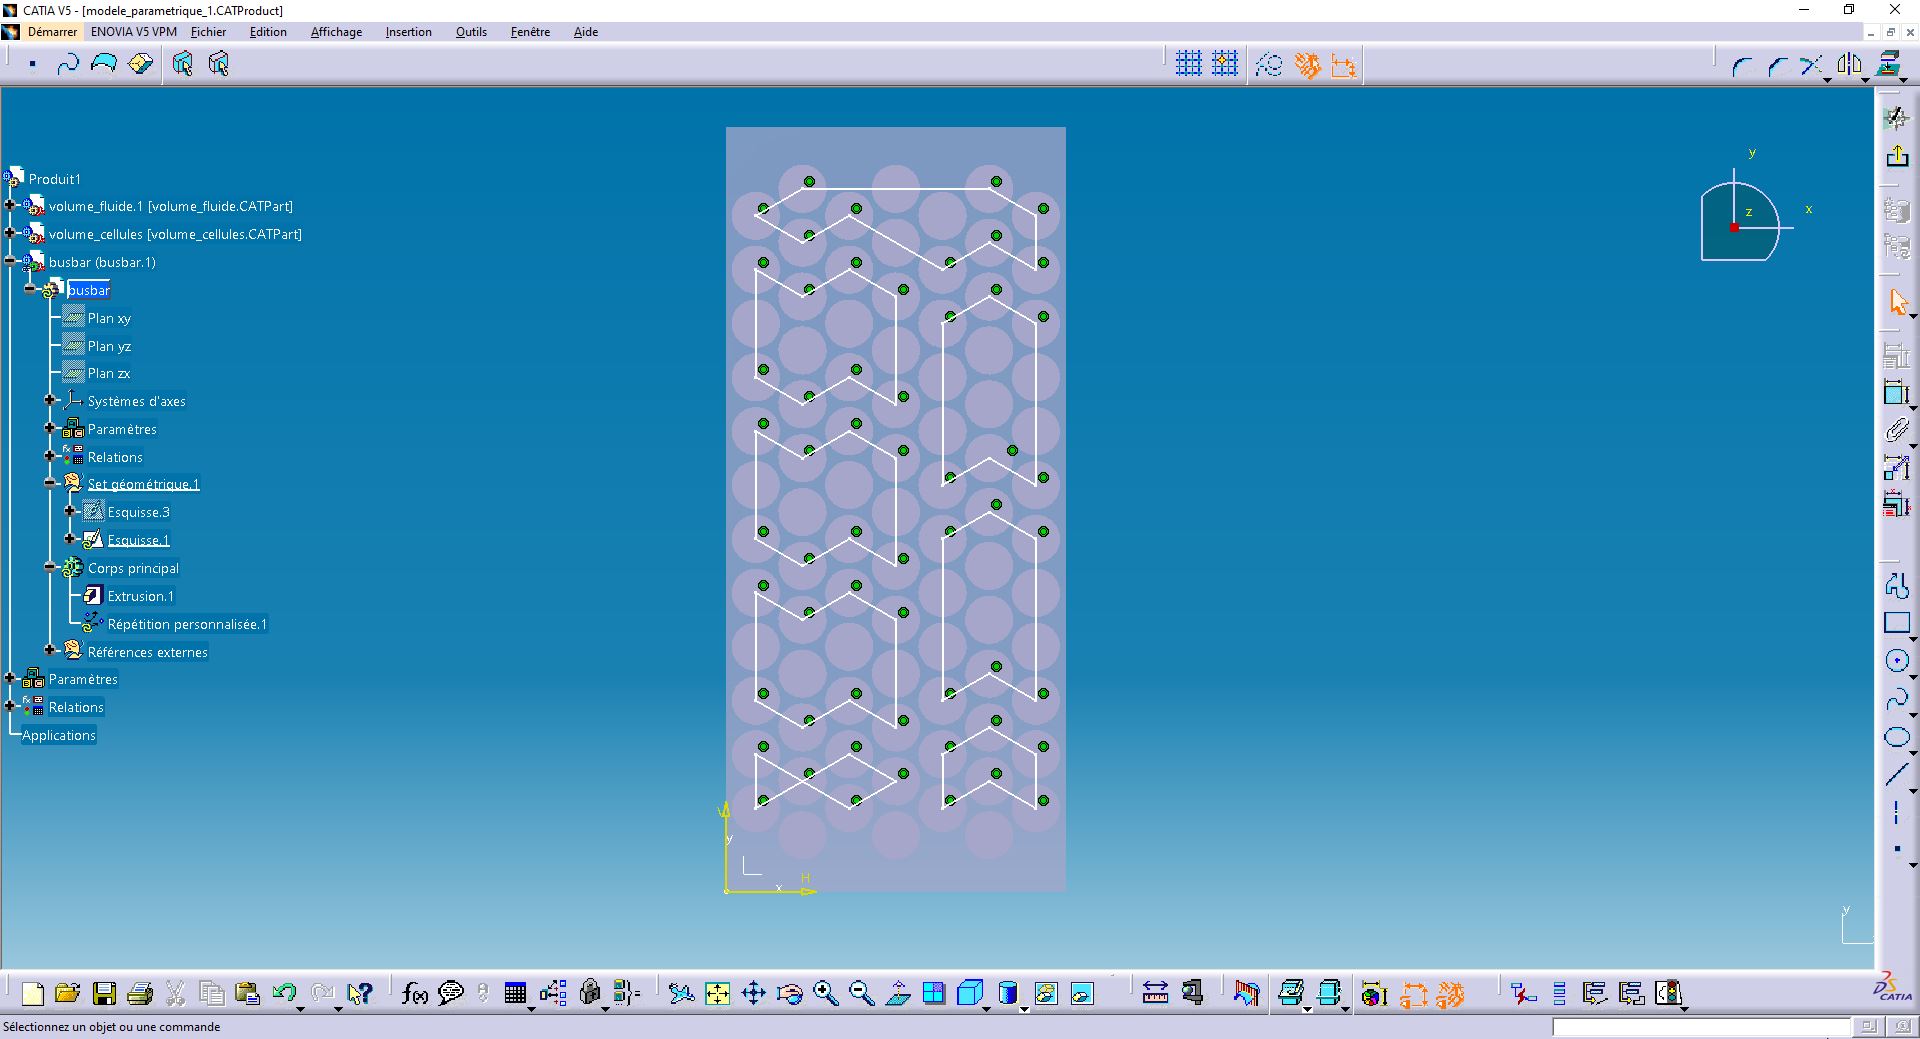 CATIA V5 - [modele_parametrique_1.CATProduct]
Démarrer ENOVIA V5 VPM Fichier Edition Affichage Insertion Outils Fenêtre Aide
Produit1
volume_fluide.1 [volume_fluide.CATPart]
volume_cellules [volume_cellules.CATPart]
busbar (busbar.1)
busbar
Plan xy
Plan yz
Plan zx
Systèmes d'axes
Paramètres
Relations
Set géométrique.1
Esquisse.3
Esquisse.1
Corps principal
Extrusion.1
Répétition personnalisée.1
Références externes
Paramètres
Relations
Applications
y
x
z
V
y
H
x
y
f(x)
CATIA
Sélectionnez un objet ou une commande